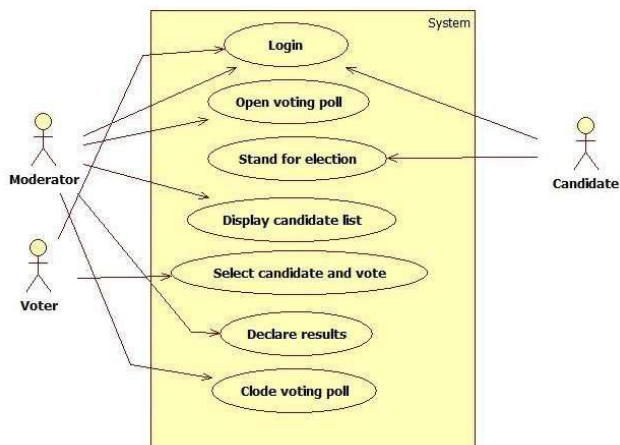 System
Login
Open voting poll
Stand for election
Moderator
Candidate
Display candidate list
Select candidate and vote
Voter
Declare results
Clode voting poll